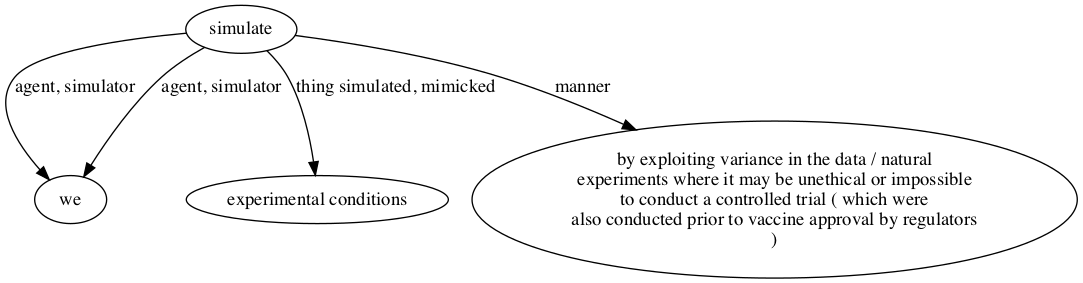 simulate
agent, simulator
agent, simulator
thing simulated, mimicked
manner
we
experimental conditions
by exploiting variance in the data / natural
experiments where it may be unethical or impossible
to conduct a controlled trial ( which were
also conducted prior to vaccine approval by regulators
)